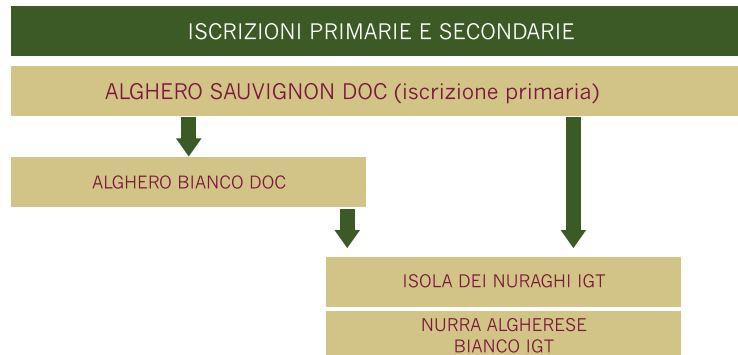 ISCRIZIONI PRIMARIE E SECONDARIE
ALGHERO SAUVIGNON DOC (iscrizione primaria)
ALGHERO BIANCO DOC
ISOLA DEI NURAGHI IGT
NURRA ALGHERESE
BIANCO IGT